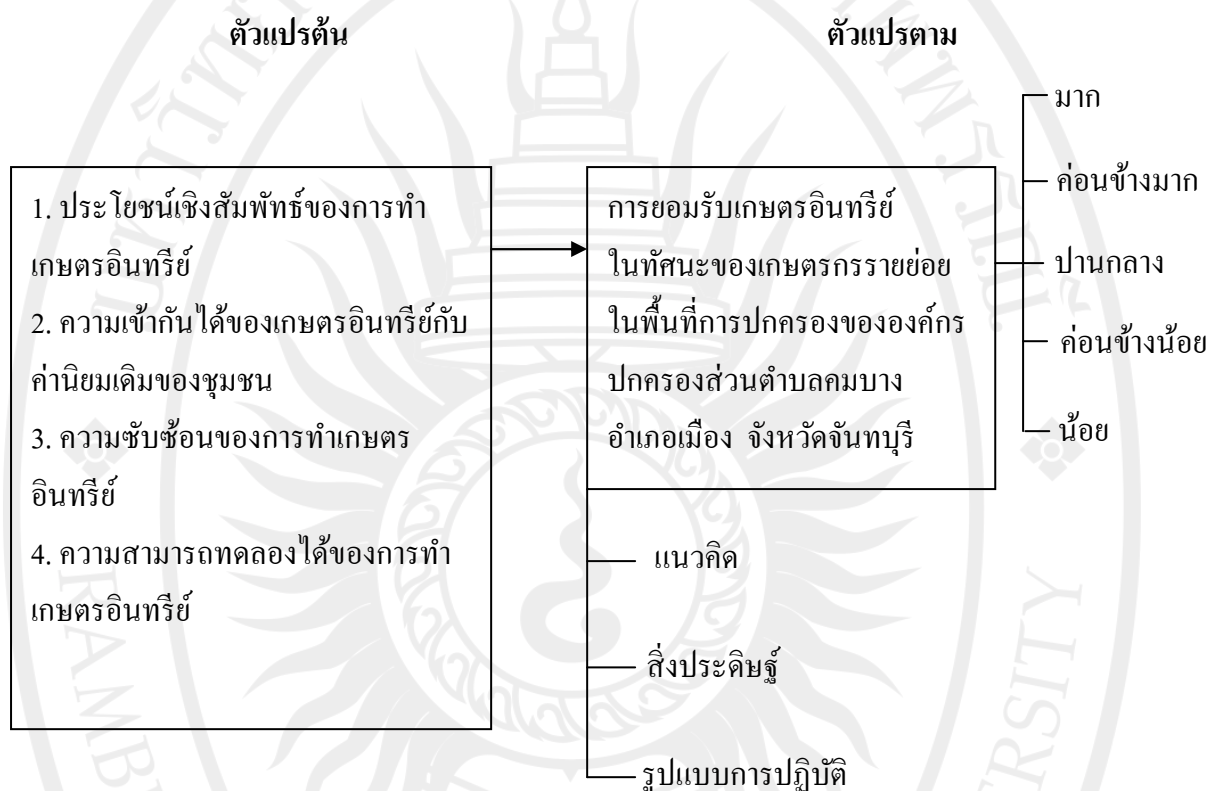 ตัวแปรต้น
ตัวแปรตาม
1. ประโยชน์เชิงสัมพัทธ์ของการทำ
เกษตรอินทรีย์
2. ความเข้ากันได้ของเกษตรอินทรีย์กับ
ค่านิยมเดิมของชุมชน
3. ความซับซ้อนของการทำเกษตร
อินทรีย์
4. ความสามารถทดลองได้ของการทำ
เกษตรอินทรีย์
การยอมรับเกษตรอินทรีย์
ในทัศนะของเกษตรกรรายย่อย
ในพื้นที่การปกครองขององค์กร
ปกครองส่วนตำบลคมบาง
อำเภอเมือง จังหวัดจันทบุรี
มาก
ค่อนข้างมาก
ปานกลาง
ค่อนข้างน้อย
น้อย
แนวคิด
สิ่งประดิษฐ์
รูปแบบการปฏิบัติ